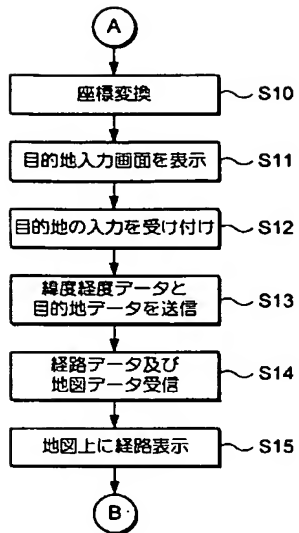 A
座標変換
S10
目的地入力画面を表示
S11
目的地の入力を受け付け
S12
緯度経度データと
目的地データを送信
S13
経路データ及び
地図データ受信
S14
地図上に経路表示
S15
B